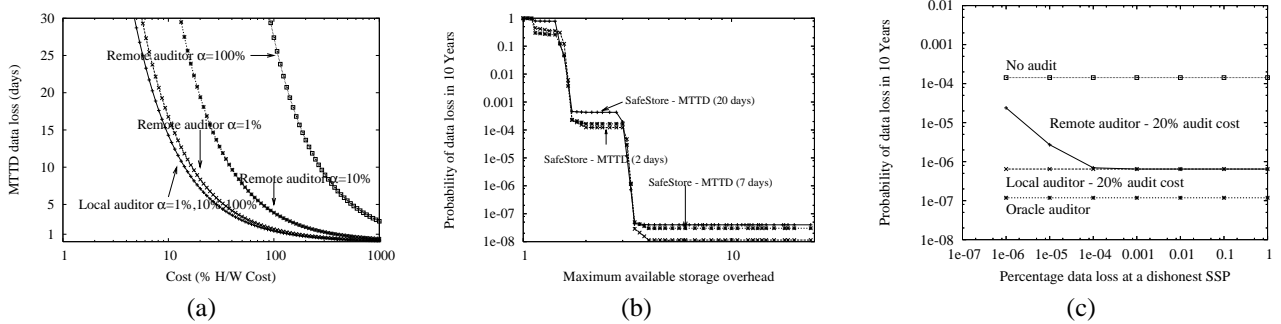 30
25
20
15
10
5
1
1
10
100
1000
MTTD data loss (days)
Cost (% H/W Cost)
Remote auditor α=100%
Remote auditor α=1%
Remote auditor α=10%
Local auditor α=1%,10%,100%
(a)
1
0.1
0.01
0.001
1e-04
1e-05
1e-06
1e-07
1e-08
1
10
Probability of data loss in 10 Years
Maximum available storage overhead
SafeStore - MTTD (20 days)
SafeStore - MTTD (2 days)
SafeStore - MTTD (7 days)
(b)
0.01
0.001
1e-04
1e-05
1e-06
1e-07
1e-08
1e-07 1e-06 1e-05 1e-04 0.001 0.01 0.1 1
Probability of data loss in 10 Years
Percentage data loss at a dishonest SSP
No audit
Remote auditor - 20% audit cost
Local auditor - 20% audit cost
Oracle auditor
(c)